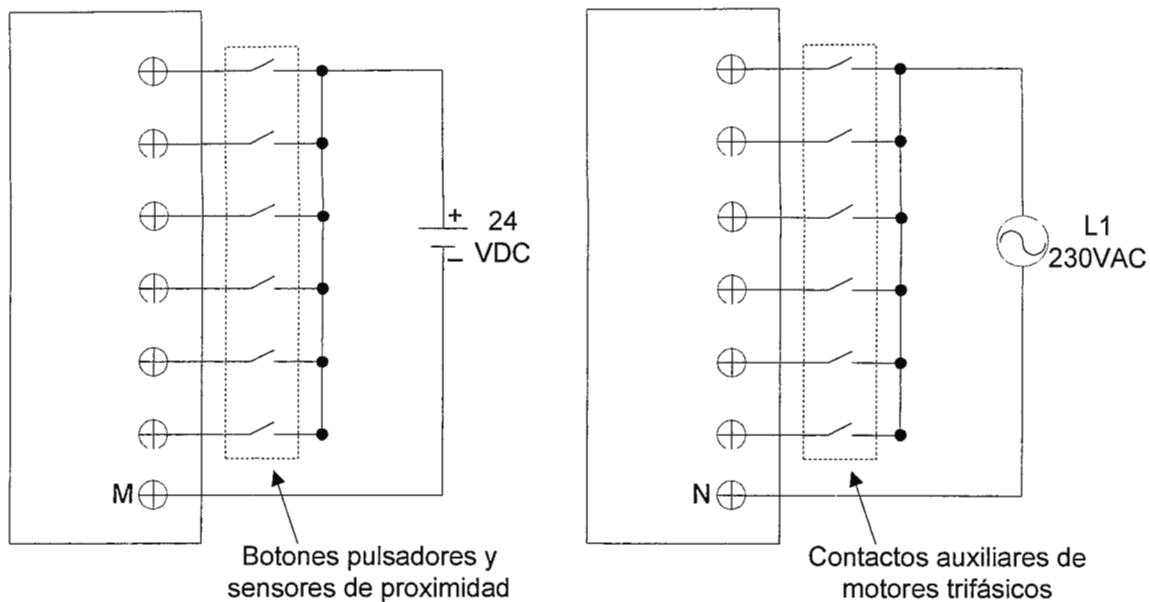 +
24
VDC
–
M
Botones pulsadores y
sensores de proximidad
L1
230VAC
N
Contactos auxiliares de
motores trifásicos